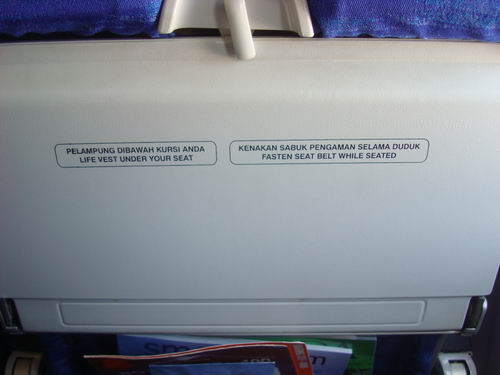 PELAMPUNG DIBAWAH KURSI ANDA
LIFE VEST UNDER YOUR SEAT
KENAKAN SABUK PENGAMAN SELAMA DUDUK
FASTEN SEAT BELT WHILE SEATED